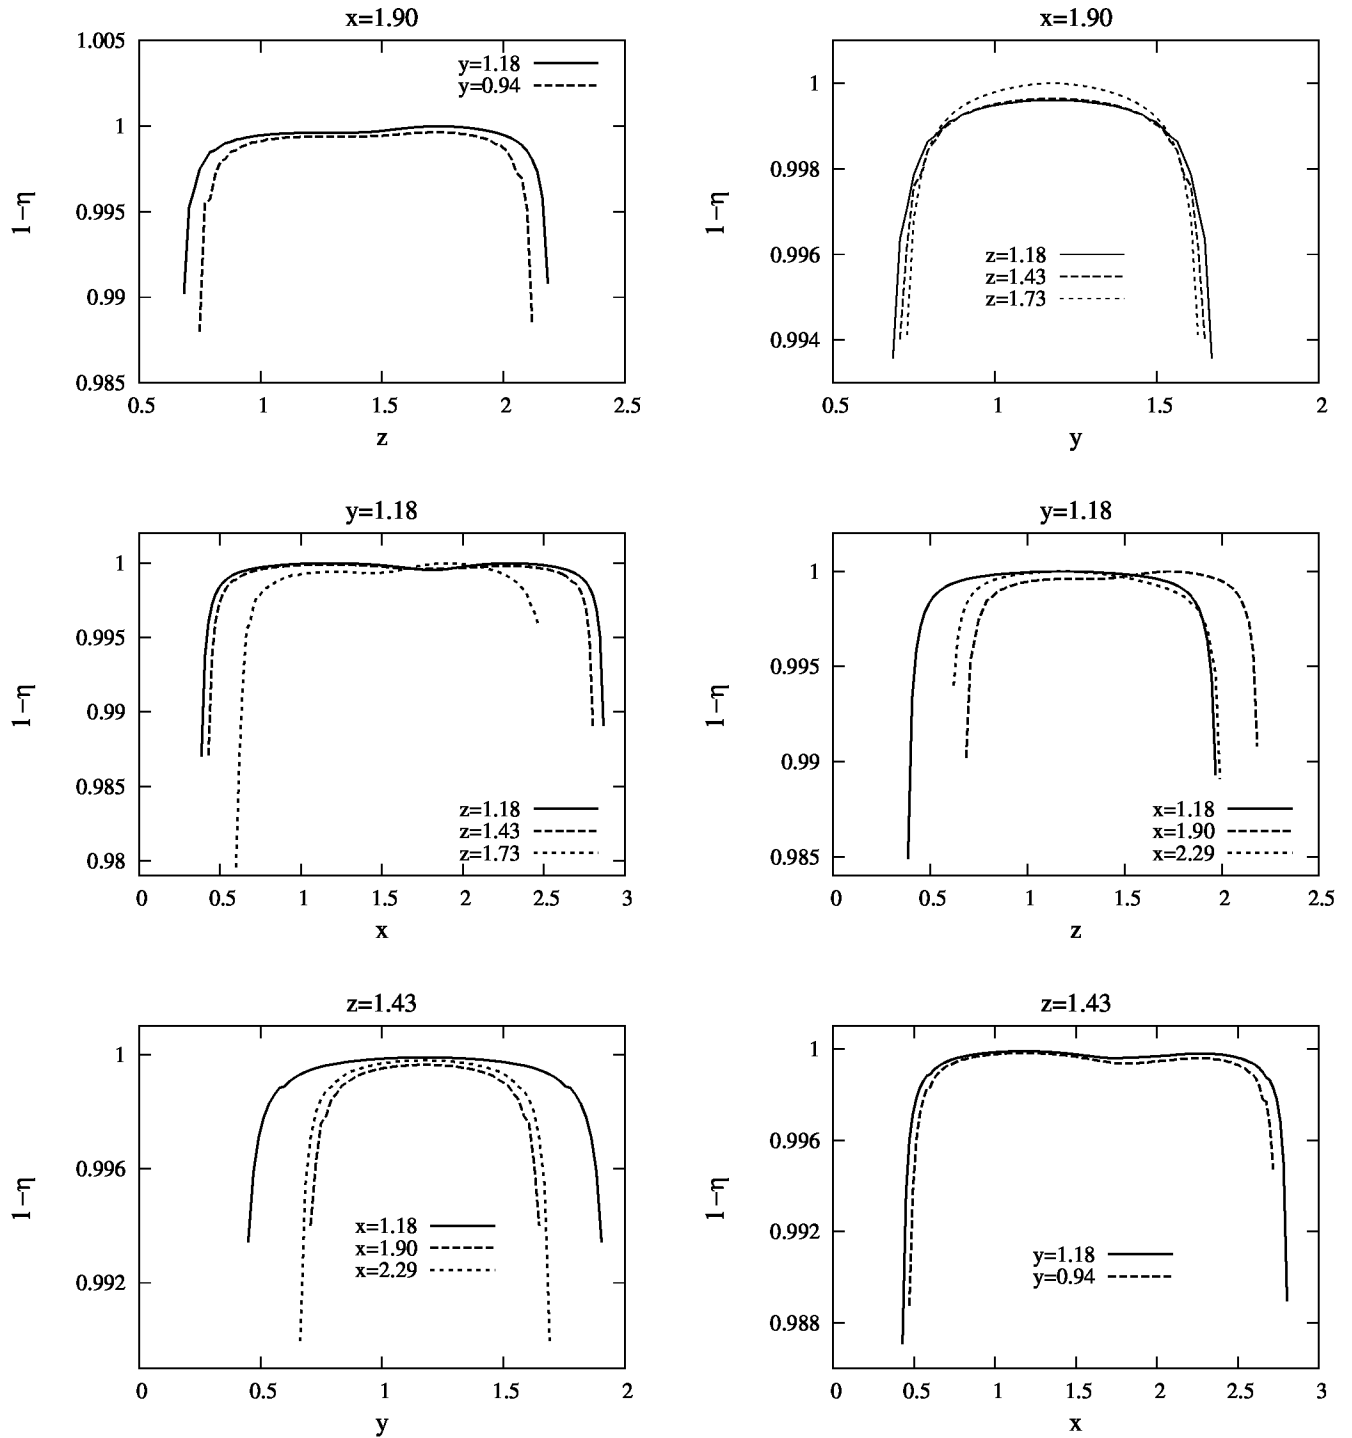 x=1.90
1.005
1
0.995
0.99
0.985
0.5 1 1.5 2 2.5
1−η
z
y=1.18
y=0.94
x=1.90
1
0.998
0.996
0.994
0.5 1 1.5 2
1−η
y
z=1.18
z=1.43
z=1.73
y=1.18
1
0.995
0.99
0.985
0.98
0 0.5 1 1.5 2 2.5 3
1−η
x
z=1.18
z=1.43
z=1.73
y=1.18
1
0.995
0.99
0.985
0 0.5 1 1.5 2 2.5
1−η
z
x=1.18
x=1.90
x=2.29
z=1.43
1
0.996
0.992
0 0.5 1 1.5 2
1−η
y
x=1.18
x=1.90
x=2.29
z=1.43
1
0.996
0.992
0.988
0 0.5 1 1.5 2 2.5 3
1−η
x
y=1.18
y=0.94